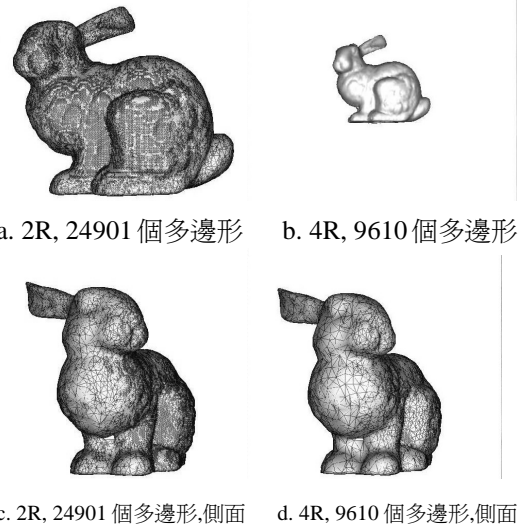 a. 2R, 24901 個多邊形
b. 4R, 9610 個多邊形
c. 2R, 24901 個多邊形,側面
d. 4R, 9610 個多邊形,側面